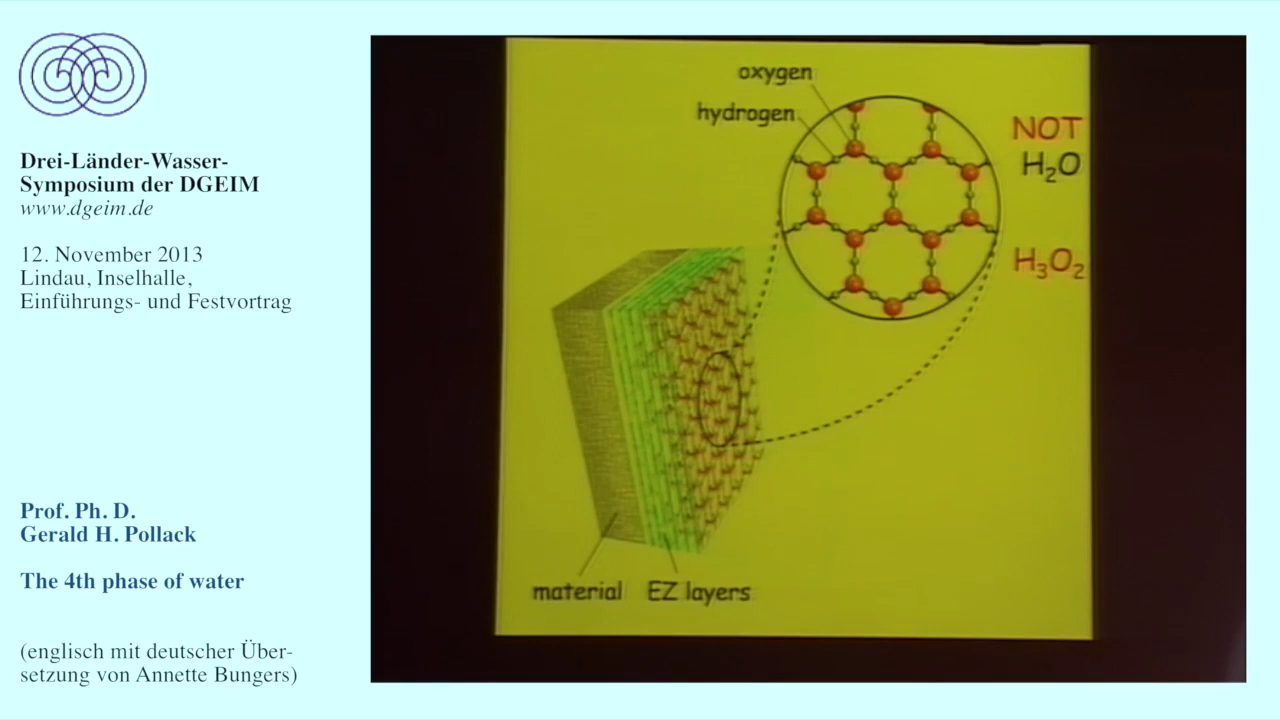 Drei-Länder-Wasser-
Symposium der DGEIM
www.dgeim.de
12. November 2013
Lindau, Inselhalle,
Einführungs- und Festvortrag
Prof. Ph. D.
Gerald H. Pollack
The 4th phase of water
(englisch mit deutscher Über-
setzung von Annette Bungers)
oxygen
hydrogen
NOT
H₂O
H₃O₂
material EZ layers